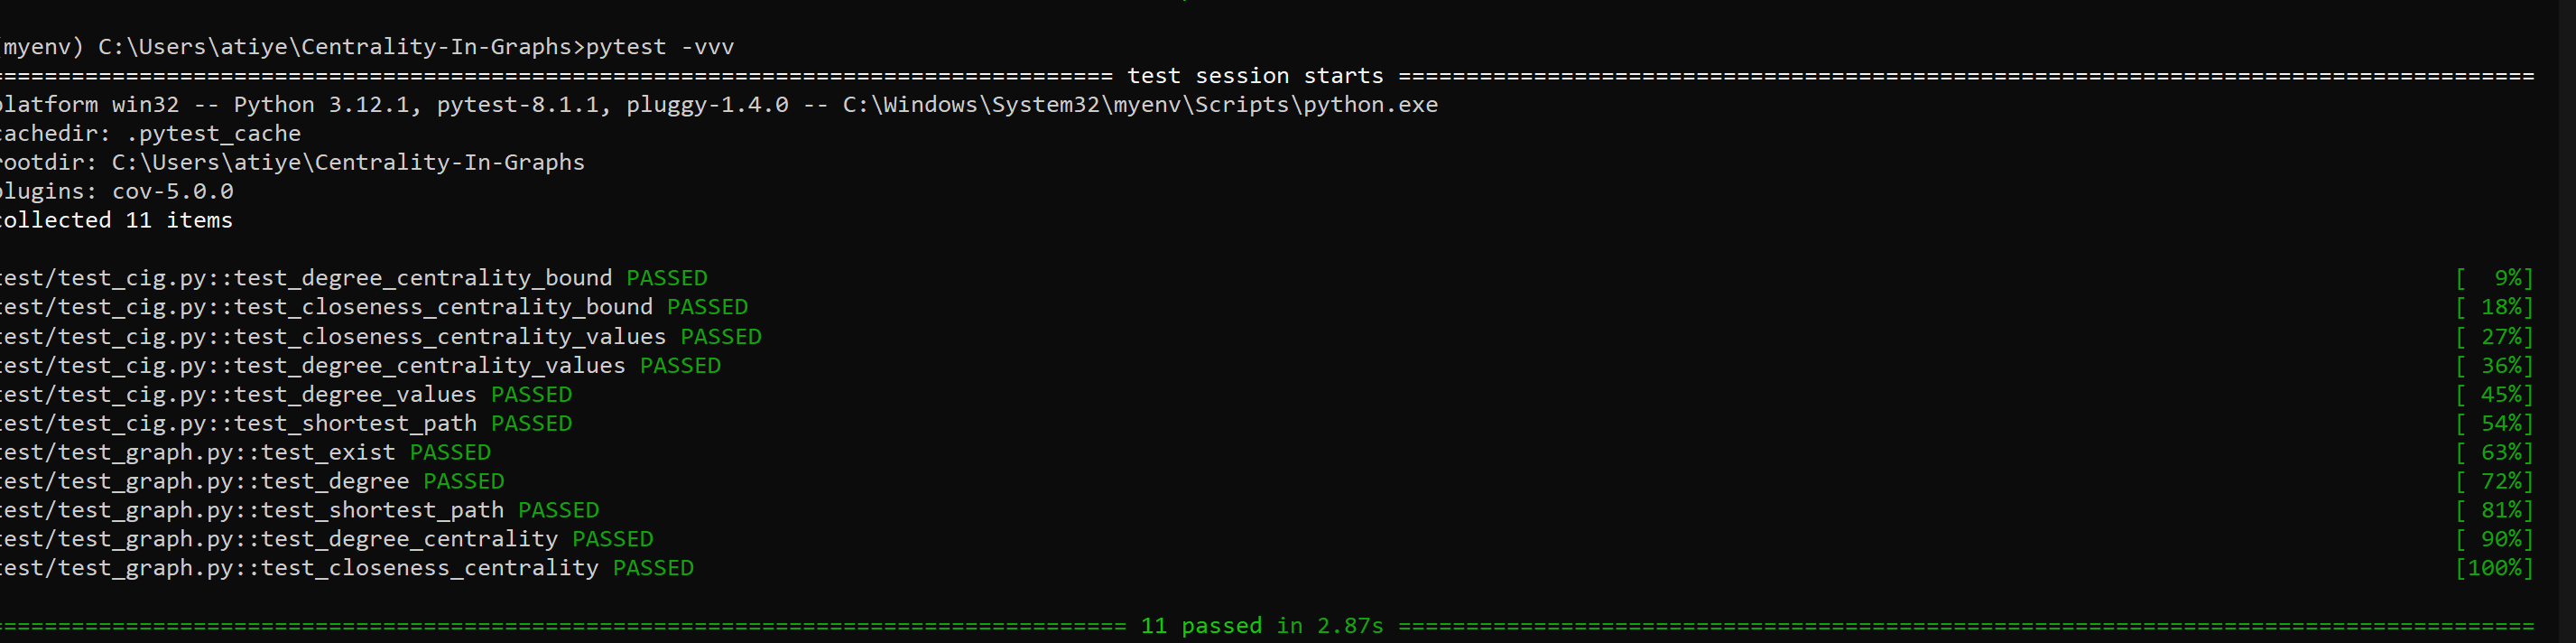 (myenv) C:\Users\atiye\Centrality-In-Graphs>pytest -vvv
================================================================================== test session starts ====================================================================================
platform win32 -- Python 3.12.1, pytest-8.1.1, pluggy-1.4.0 -- C:\Windows\System32\myenv\Scripts\python.exe
cachedir: .pytest_cache
rootdir: C:\Users\atiye\Centrality-In-Graphs
plugins: cov-5.0.0
collected 11 items
test/test_cig.py::test_degree_centrality_bound PASSED [  9%]
test/test_cig.py::test_closeness_centrality_bound PASSED [ 18%]
test/test_cig.py::test_closeness_centrality_values PASSED [ 27%]
test/test_cig.py::test_degree_centrality_values PASSED [ 36%]
test/test_cig.py::test_degree_values PASSED [ 45%]
test/test_cig.py::test_shortest_path PASSED [ 54%]
test/test_graph.py::test_exist PASSED [ 63%]
test/test_graph.py::test_degree PASSED [ 72%]
test/test_graph.py::test_shortest_path PASSED [ 81%]
test/test_graph.py::test_degree_centrality PASSED [ 90%]
test/test_graph.py::test_closeness_centrality PASSED [100%]
=================================================================================== 11 passed in 2.87s ====================================================================================